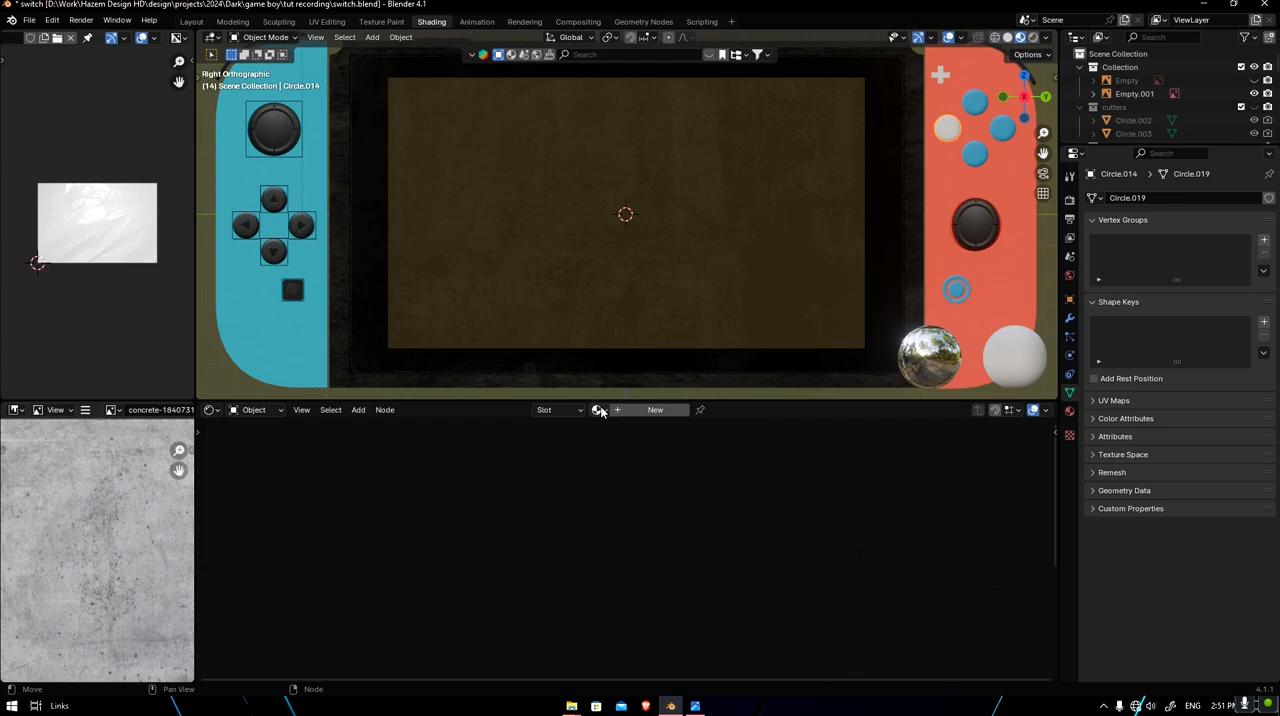 * switch [D:\Work\Hazem Design HD\design\projects\2024\Dark\game boy\tut recording\switch.blend] - Blender 4.1
File Edit Render Window Help Layout Modeling Sculpting UV Editing Texture Paint Shading Animation Rendering Compositing Geometry Nodes Scripting + Scene ViewLayer
Object Mode View Select Add Object Global Search
Search Options
Right Orthographic
(14) Scene Collection | Circle.014
Z
X
Y
Scene Collection
Collection
Empty
Empty.001
cutters
Circle.002
Circle.003
Search
Circle.014 Circle.019
Circle.019
Vertex Groups
Shape Keys
Add Rest Position
UV Maps
Color Attributes
Attributes
Texture Space
Remesh
Geometry Data
Custom Properties
View concrete-1840731 Object View Select Add Node Slot New
Move Pan View Node 4.1.1
Links ENG 2:51